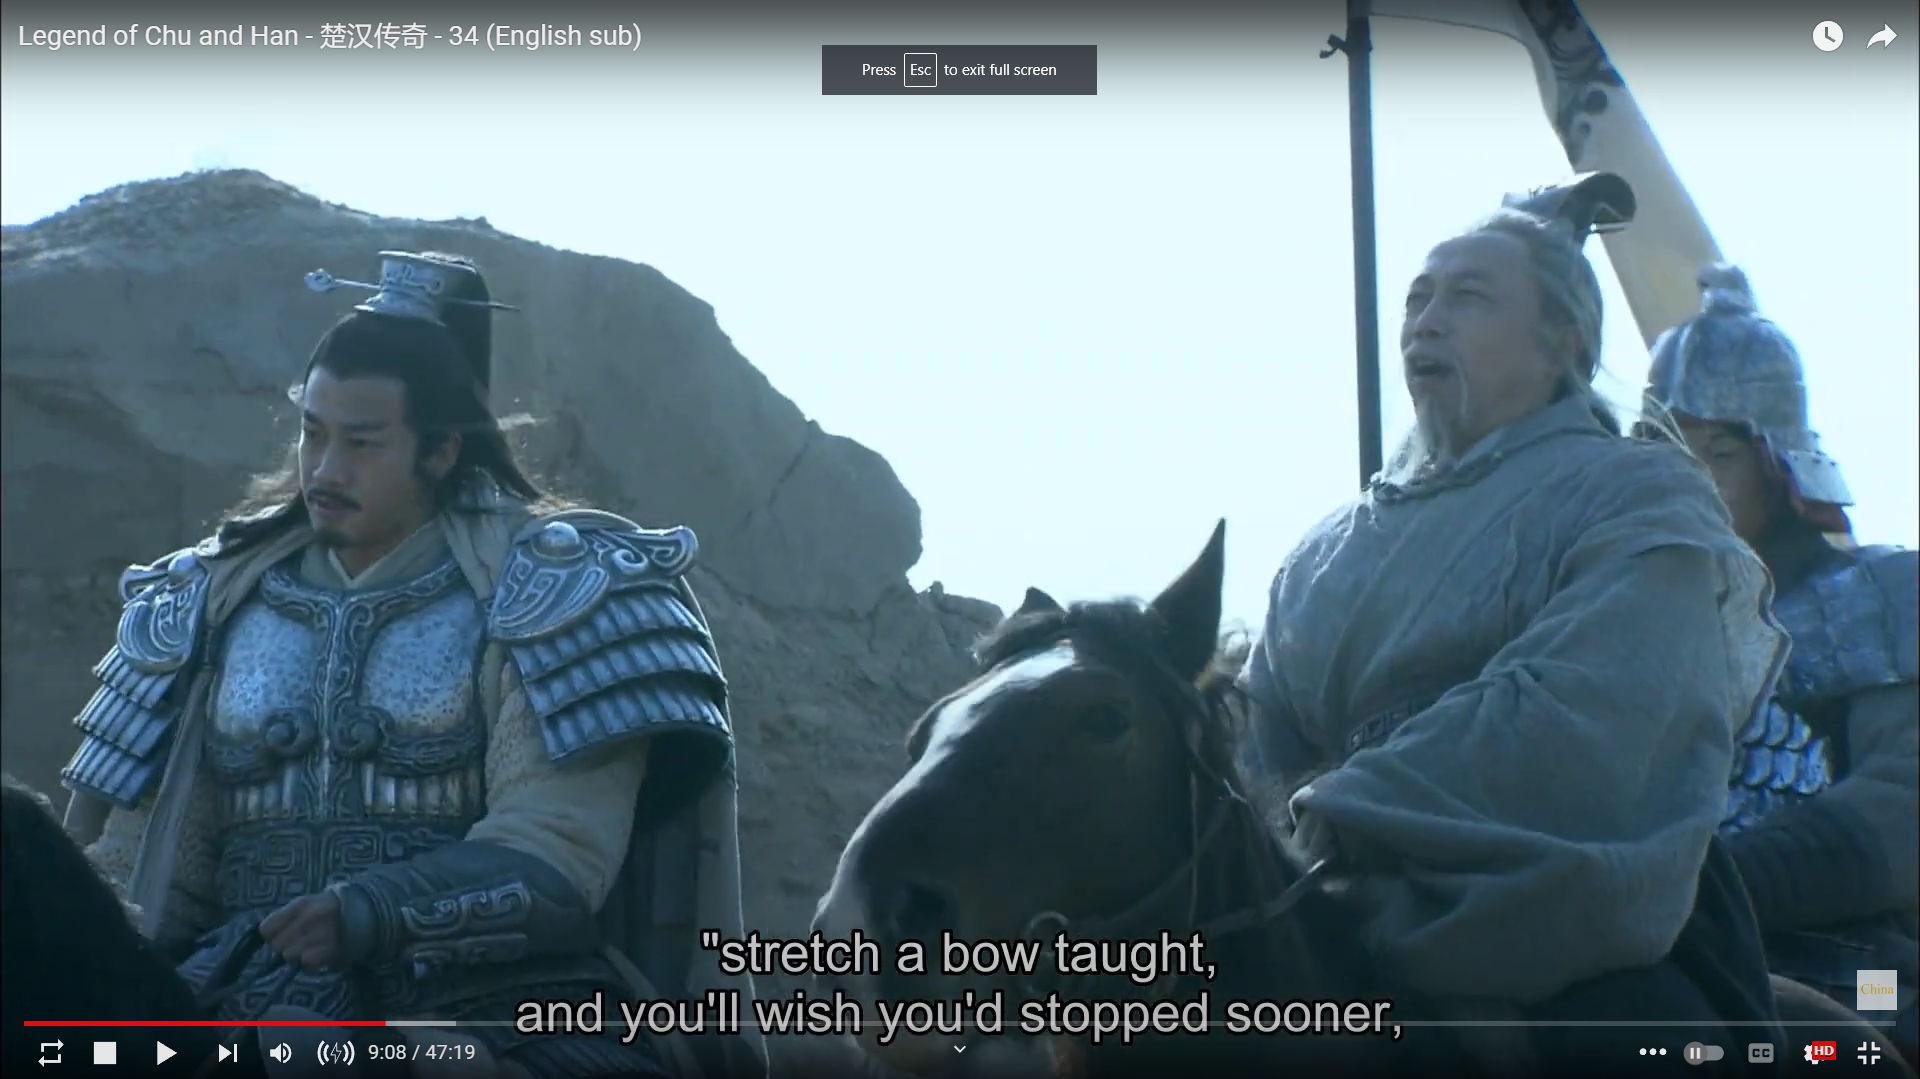 Legend of Chu and Han - 楚汉传奇 - 34 (English sub)
Press Esc to exit full screen
"stretch a bow taught,
and you'll wish you'd stopped sooner,
China
9:08 / 47:19
CC
HD